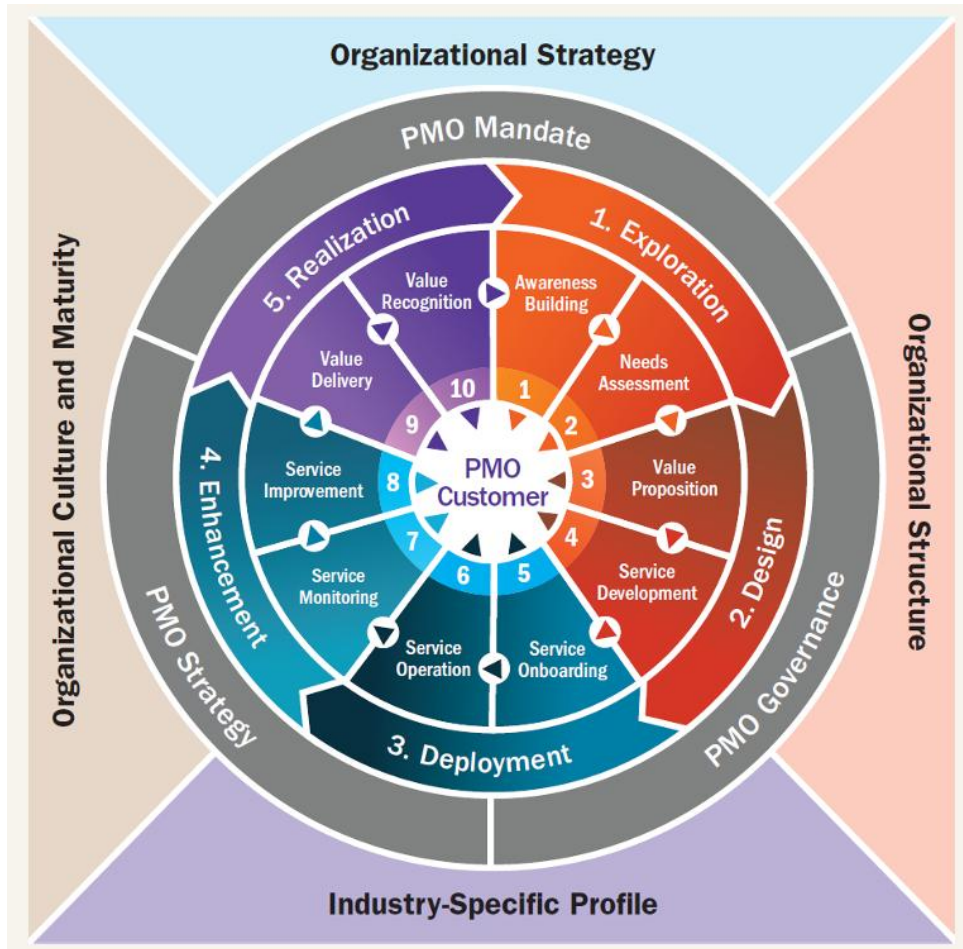 Organizational Strategy
PMO Mandate
1. Exploration
5. Realization
Value
Recognition
Awareness
Building
Value
Delivery
Needs
Assessment
10
1
9
2
Organizational Culture and Maturity
Organizational Structure
PMO
Customer
8
3
Service
Improvement
Value
Proposition
4. Enhancement
2. Design
7
4
6
5
Service
Monitoring
Service
Development
Service
Operation
Service
Onboarding
3. Deployment
PMO Strategy
PMO Governance
Industry-Specific Profile